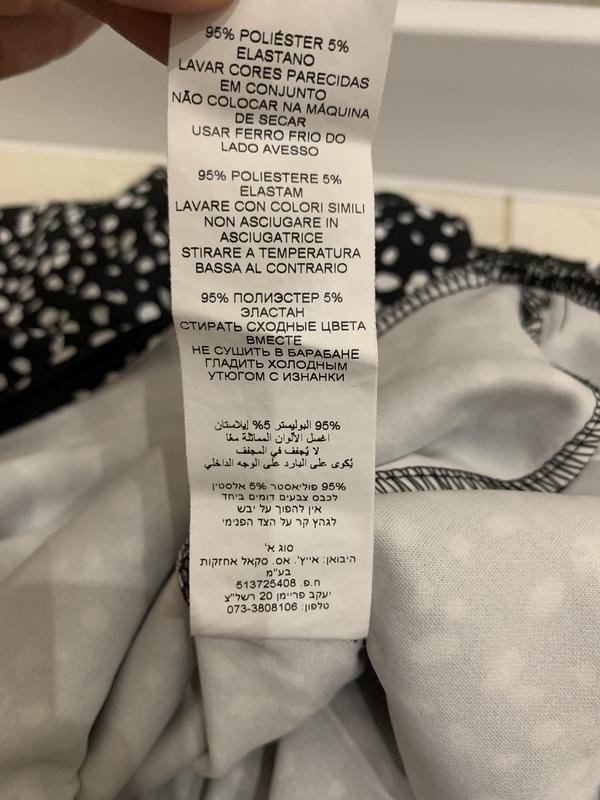 95% POLIÉSTER 5%
ELASTANO
LAVAR CORES PARECIDAS
EM CONJUNTO
NÃO COLOCAR NA MÁQUINA
DE SECAR
USAR FERRO FRIO DO
LADO AVESSO
95% POLIESTERE 5%
ELASTAM
LAVARE CON COLORI SIMILI
NON ASCIUGARE IN
ASCIUGATRICE
STIRARE A TEMPERATURA
BASSA AL CONTRARIO
95% ПОЛИЭСТЕР 5%
ЭЛАСТАН
СТИРАТЬ СХОДНЫЕ ЦВЕТА
ВМЕСТЕ
НЕ СУШИТЬ В БАРАБАНЕ
ГЛАДИТЬ ХОЛОДНЫМ
УТЮГОМ С ИЗНАНКИ
95% البوليستر 5% إيلاستان
اغسل الألوان المماثلة معًا
لا يُجفف في المجفف
يُكوى على البارد على الوجه الداخلي
95% פוליאסטר 5% אלסטין
לכבס צבעים דומים ביחד
אין להפוך על יבש
לגהץ קר על הצד הפנימי
סוג א'
היבואן: אייץ'. אס. סקאל אחזקות
בע"מ
ח.פ. 513725408
יעקב פריימן 20 רשל"צ
טלפון: 073-3808106